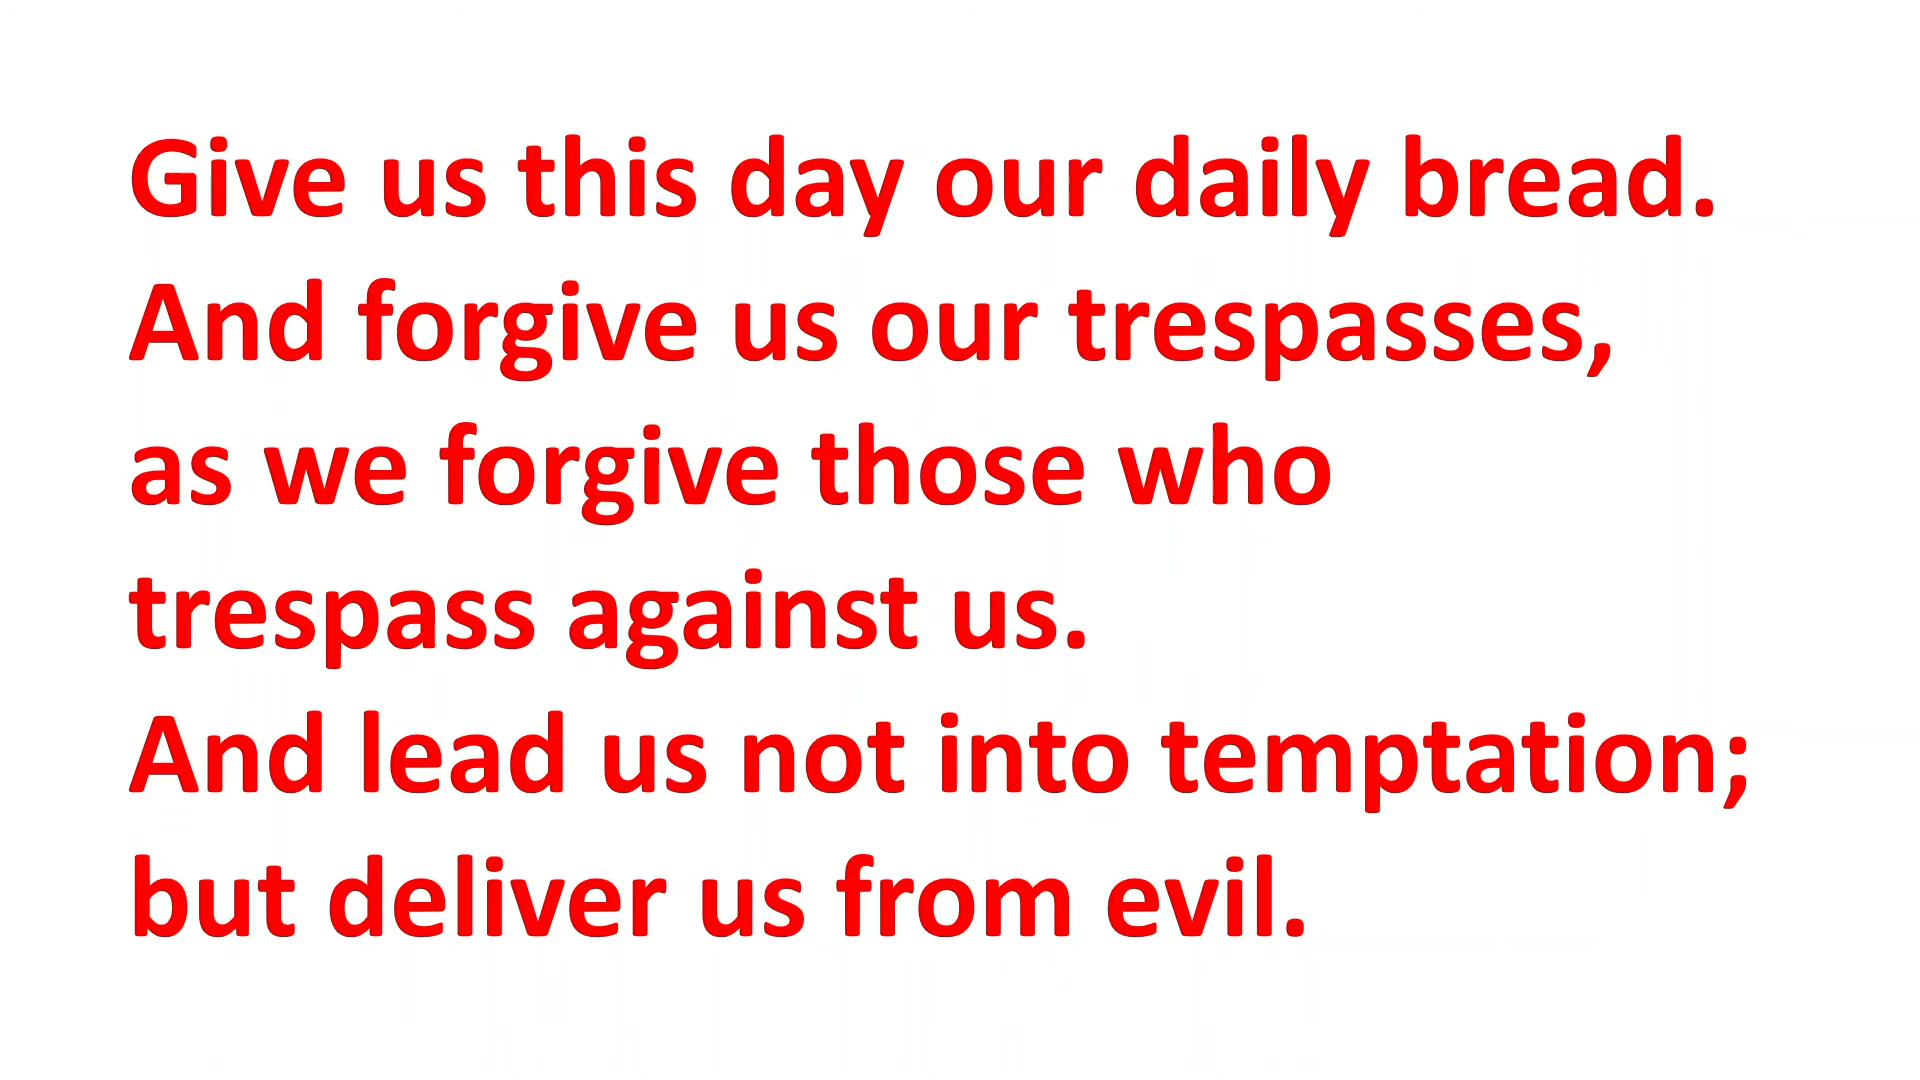 Give us this day our daily bread.
And forgive us our trespasses,
as we forgive those who
trespass against us.
And lead us not into temptation;
but deliver us from evil.